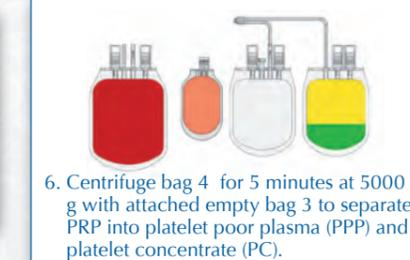 6. Centrifuge bag 4 for 5 minutes at 5000
g with attached empty bag 3 to separate
PRP into platelet poor plasma (PPP) and
platelet concentrate (PC).